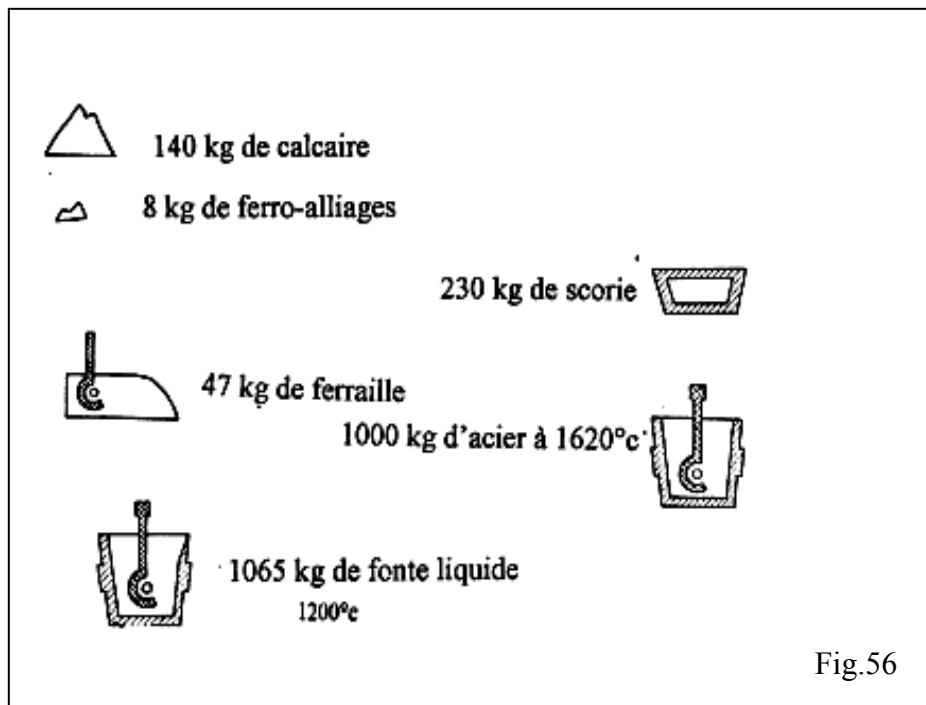 140 kg de calcaire
8 kg de ferro-alliages
230 kg de scorie
47 kg de ferraille
1000 kg d'acier à 1620°c
1065 kg de fonte liquide
1200°c
Fig.56